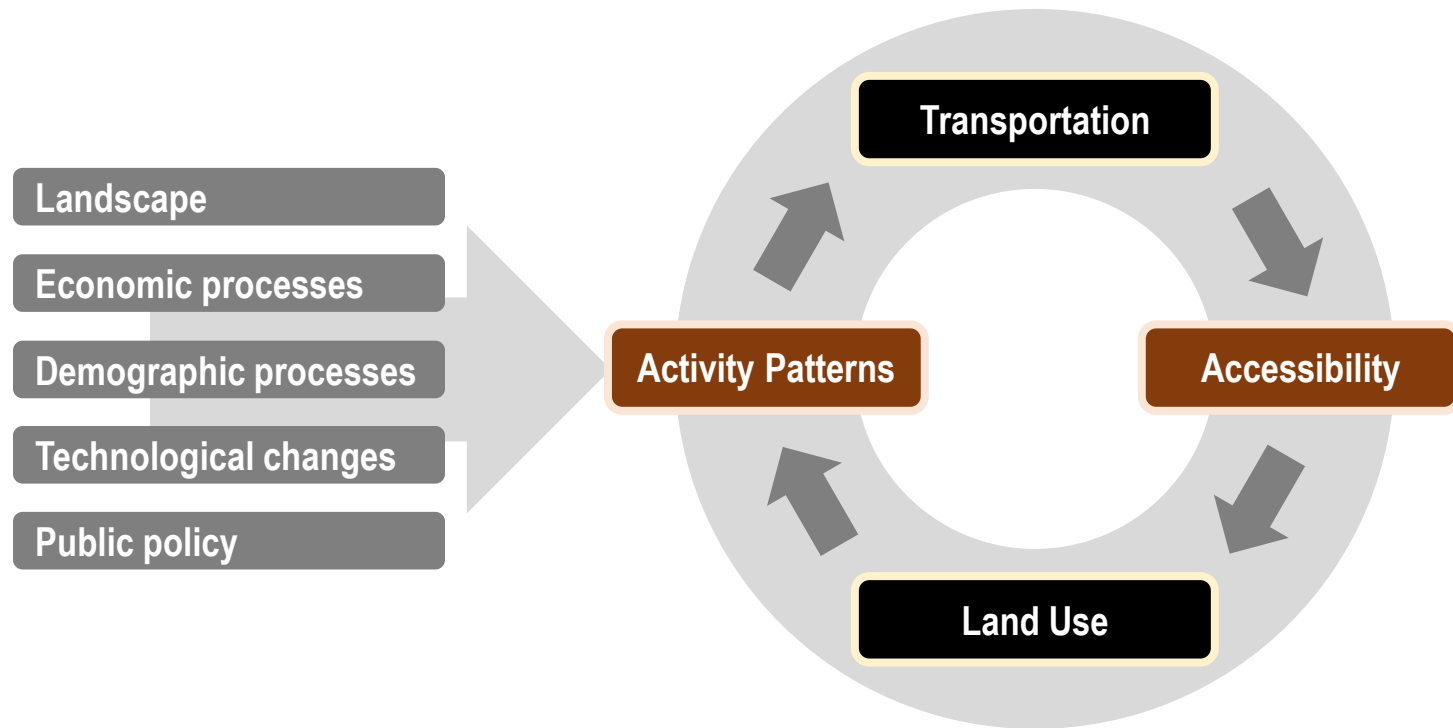 Transportation
Landscape
Economic processes
Demographic processes
Technological changes
Public policy
Activity Patterns
Accessibility
Land Use